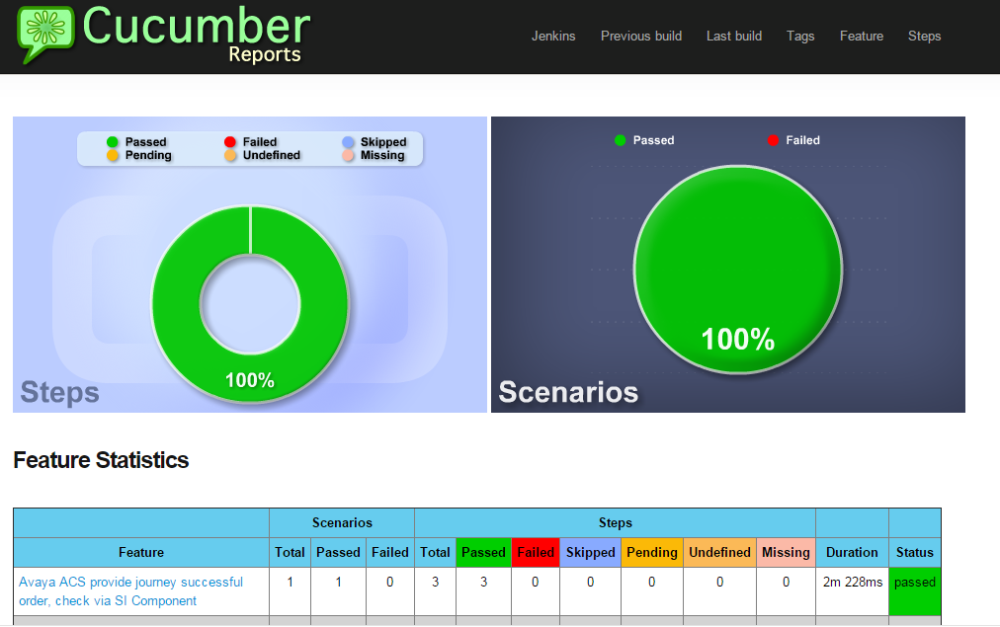 Cucumber
Reports
Jenkins Previous build Last build Tags Feature Steps
Passed Failed Skipped
Pending Undefined Missing
100%
Steps
Passed Failed
100%
Scenarios
Feature Statistics
Scenarios Steps
Feature Total Passed Failed Total Passed Failed Skipped Pending Undefined Missing Duration Status
Avaya ACS provide journey successful 1 1 0 3 3 0 0 0 0 0 2m 228ms passed
order, check via SI Component